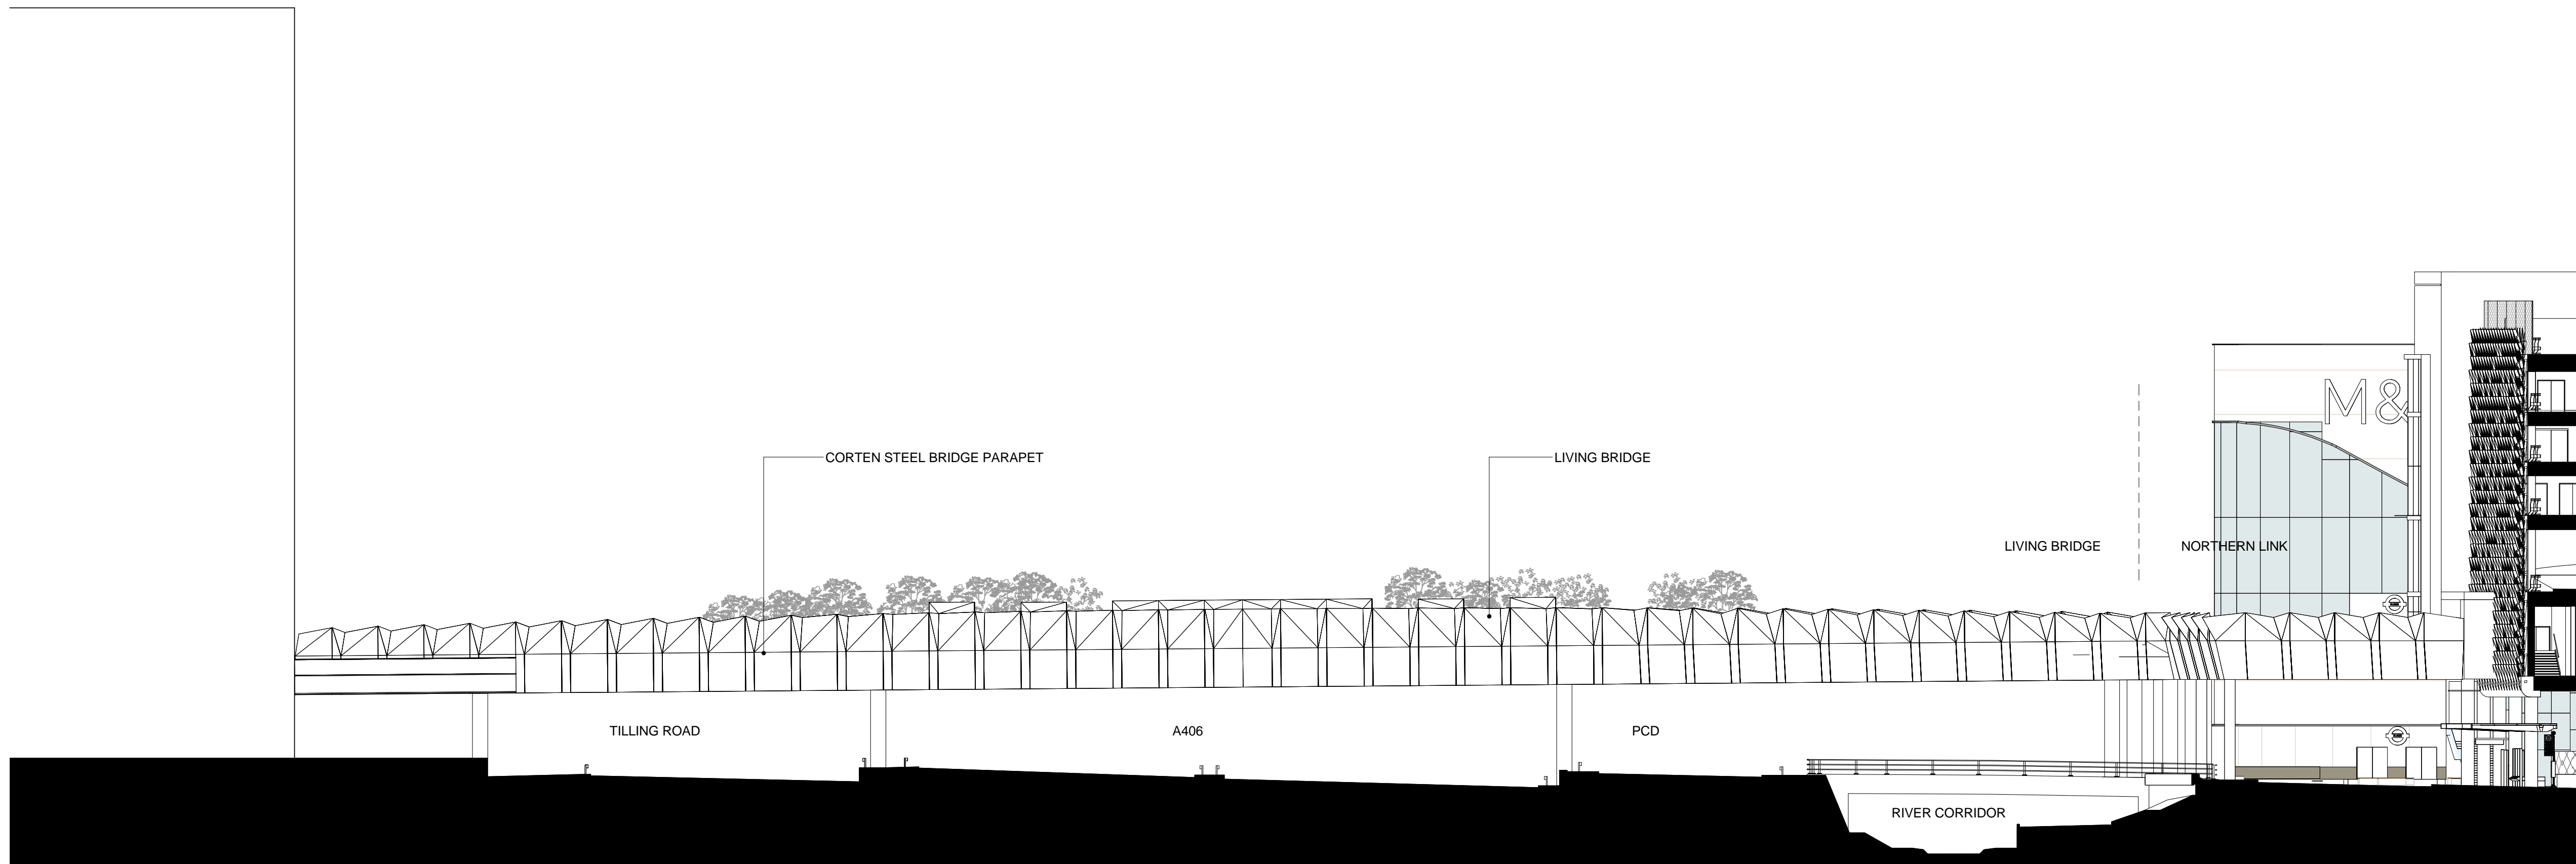 M&
CORTEN STEEL BRIDGE PARAPET
LIVING BRIDGE
LIVING BRIDGE
NORTHERN LINK
TILLING ROAD
A406
PCD
RIVER CORRIDOR